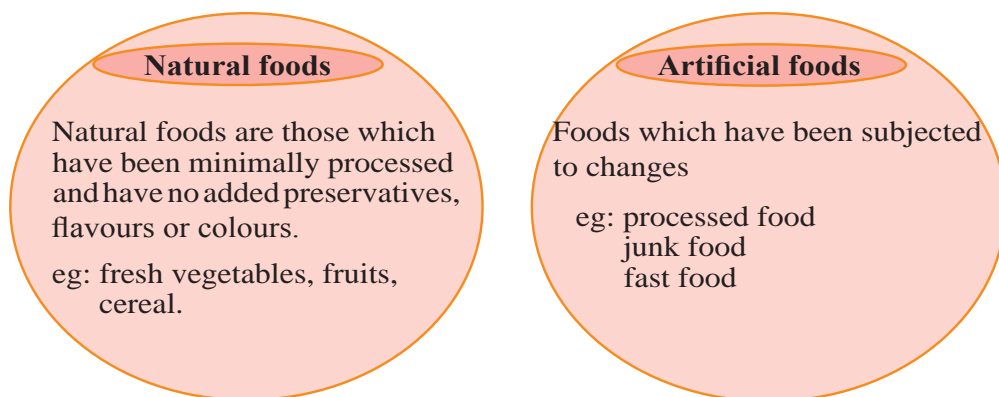 Natural foods
Natural foods are those which
have been minimally processed
and have no added preservatives,
flavours or colours.
eg: fresh vegetables, fruits,
cereal.
Artificial foods
Foods which have been subjected
to changes
eg: processed food
junk food
fast food